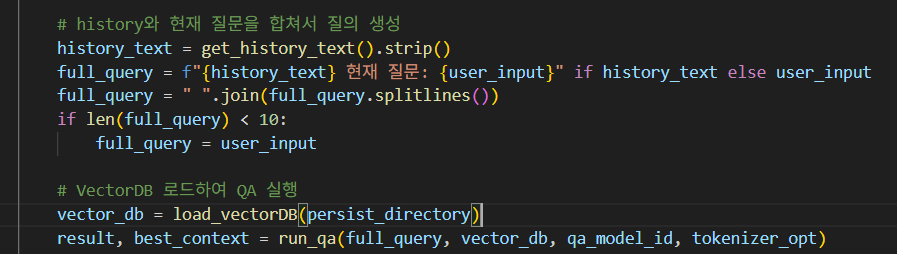 # history와 현재 질문을 합쳐서 질의 생성
history_text = get_history_text().strip()
full_query = f"{history_text} 현재 질문: {user_input}" if history_text else user_input
full_query = " ".join(full_query.splitlines())
if len(full_query) < 10:
    full_query = user_input

# VectorDB 로드하여 QA 실행
vector_db = load_vectorDB(persist_directory)
result, best_context = run_qa(full_query, vector_db, qa_model_id, tokenizer_opt)